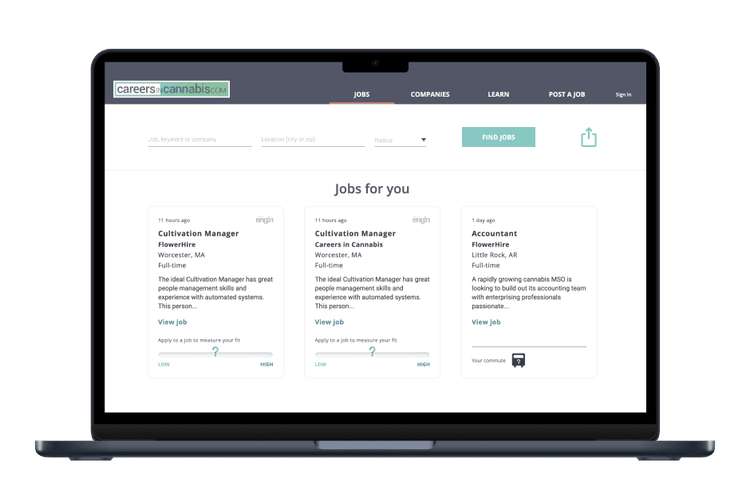 careersINcannabis.COM
JOBS
COMPANIES
LEARN
POST A JOB
Sign In
Job, keyword or company
Location (city or zip)
Radius
FIND JOBS
Jobs for you
11 hours ago
engin
Cultivation Manager
FlowerHire
Worcester, MA
Full-time
The ideal Cultivation Manager has great
people management skills and
experience with automated systems.
This person...
View job
Apply to a job to measure your fit
?
LOW
HIGH
11 hours ago
engin
Cultivation Manager
Careers in Cannabis
Worcester, MA
Full-time
The ideal Cultivation Manager has great
people management skills and
experience with automated systems.
This person...
View job
Apply to a job to measure your fit
?
LOW
HIGH
1 day ago
Accountant
FlowerHire
Little Rock, AR
Full-time
A rapidly growing cannabis MSO is
looking to build out its accounting team
with enterprising professionals
passionate...
View job
Your commute
?